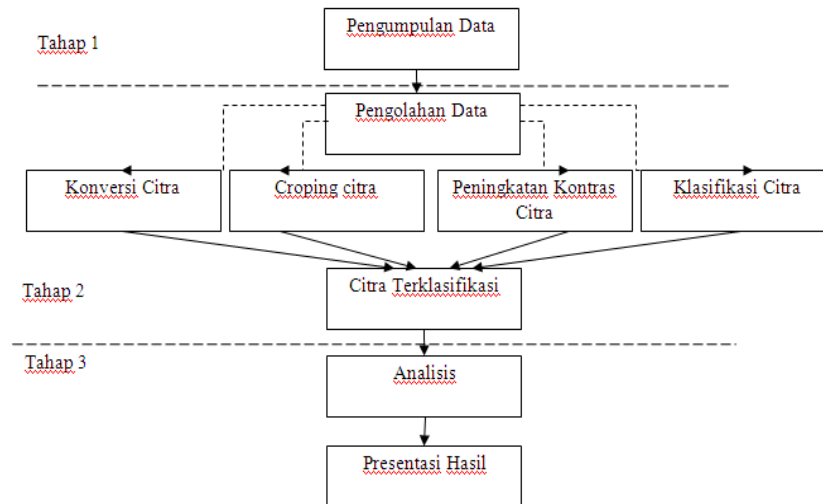 Pengumpulan Data
Tahap 1
Pengolahan Data
Konversi Citra
Croping citra
Peningkatan Kontras
Citra
Klasifikasi Citra
Citra Terklasifikasi
Tahap 2
Tahap 3
Analisis
Presentasi Hasil